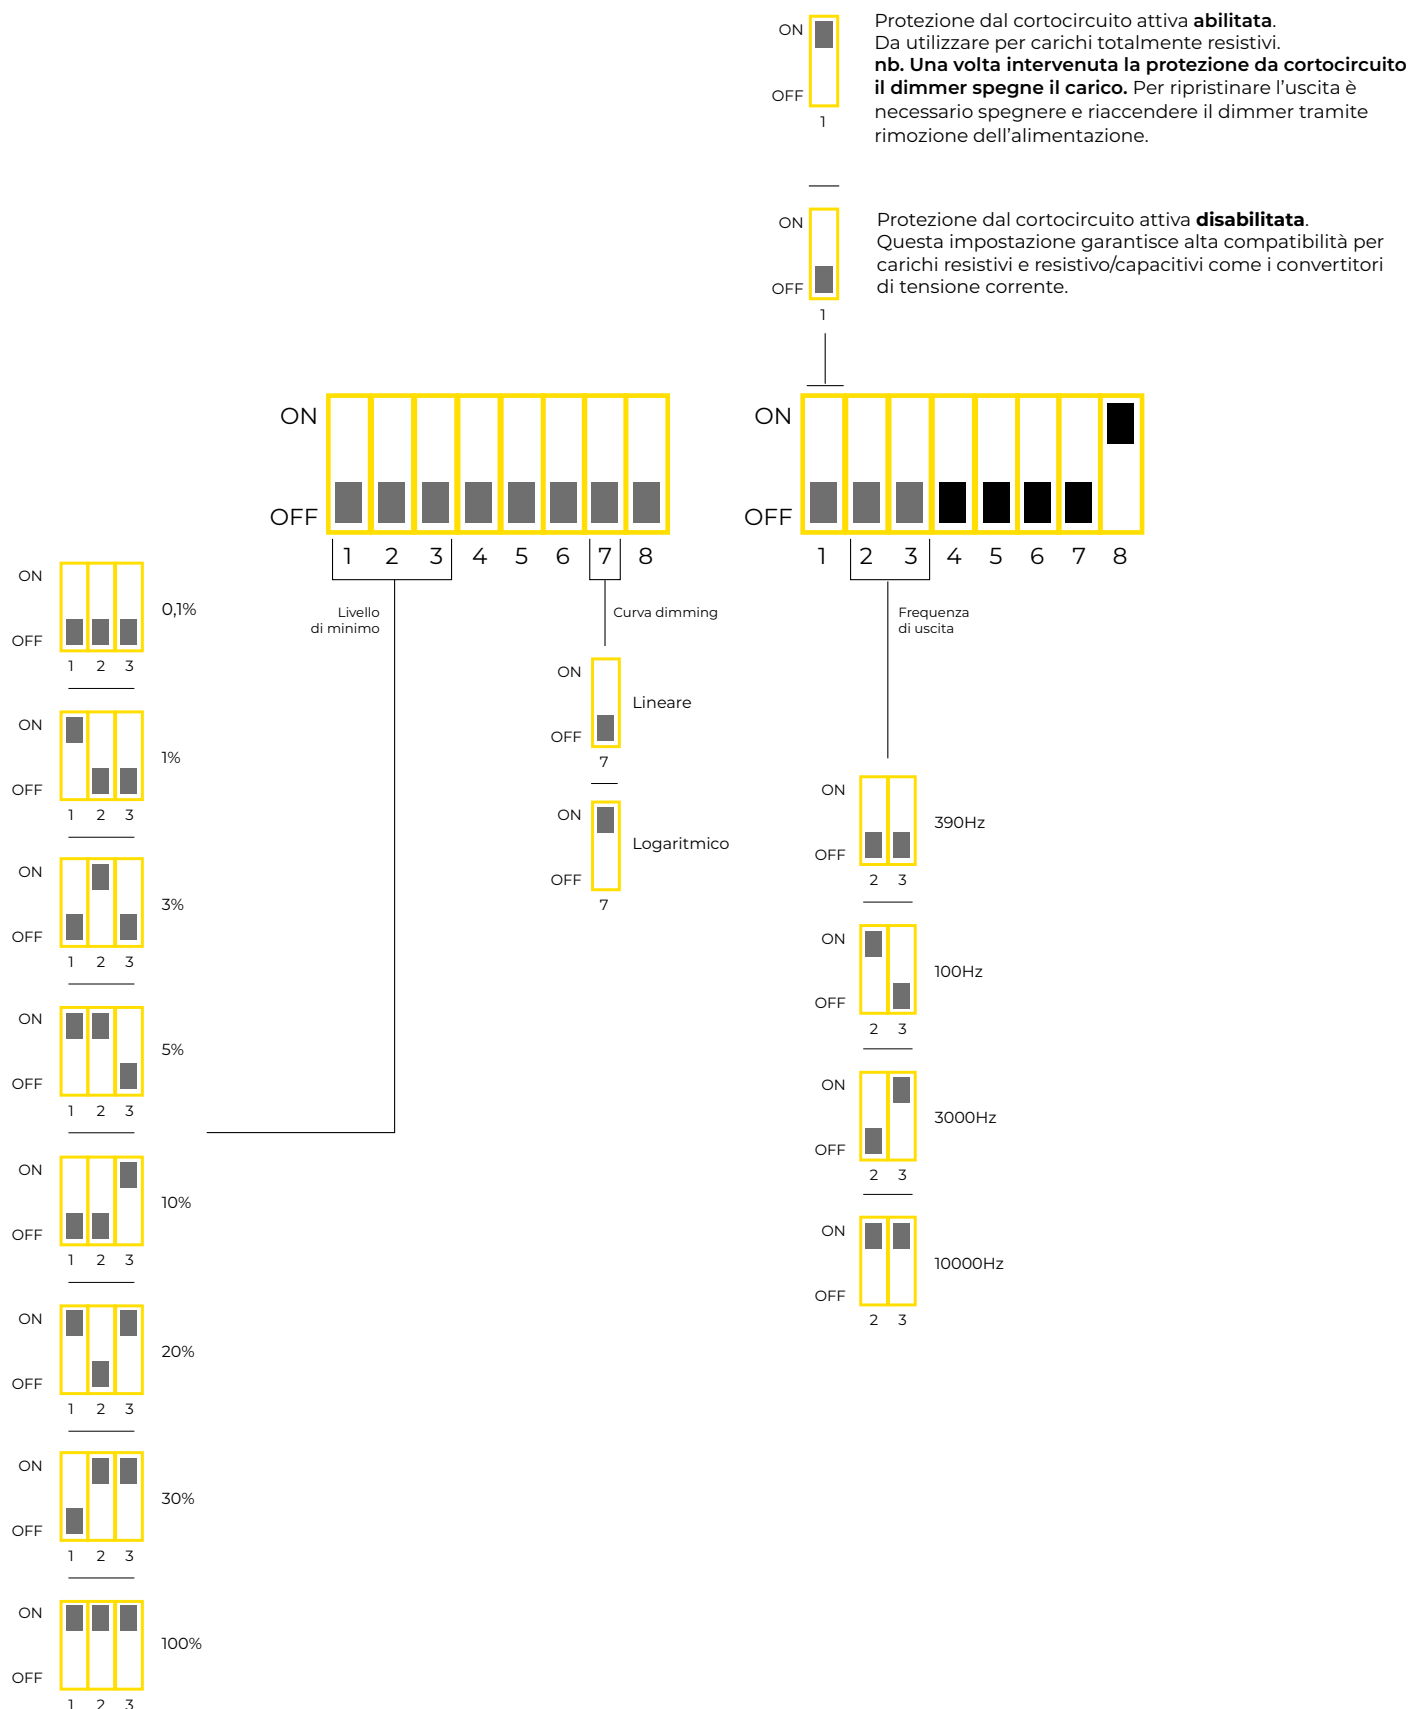 ON
OFF
1
Protezione dal cortocircuito attiva abilitata.
Da utilizzare per carichi totalmente resistivi.
nb. Una volta intervenuta la protezione da cortocircuito
il dimmer spegne il carico. Per ripristinare l'uscita è
necessario spegnere e riaccendere il dimmer tramite
rimozione dell'alimentazione.
ON
OFF
1
Protezione dal cortocircuito attiva disabilitata.
Questa impostazione garantisce alta compatibilità per
carichi resistivi e resistivo/capacitivi come i convertitori
di tensione corrente.
ON
OFF
1 2 3 4 5 6 7 8
ON
OFF
1 2 3 4 5 6 7 8
Livello
di minimo
ON
OFF
1 2 3
0,1%
ON
OFF
1 2 3
1%
ON
OFF
1 2 3
3%
ON
OFF
1 2 3
5%
ON
OFF
1 2 3
10%
ON
OFF
1 2 3
20%
ON
OFF
1 2 3
30%
ON
OFF
1 2 3
100%
Curva dimming
ON
OFF
7
Lineare
ON
OFF
7
Logaritmico
Frequenza
di uscita
ON
OFF
2 3
390Hz
ON
OFF
2 3
100Hz
ON
OFF
2 3
3000Hz
ON
OFF
2 3
10000Hz